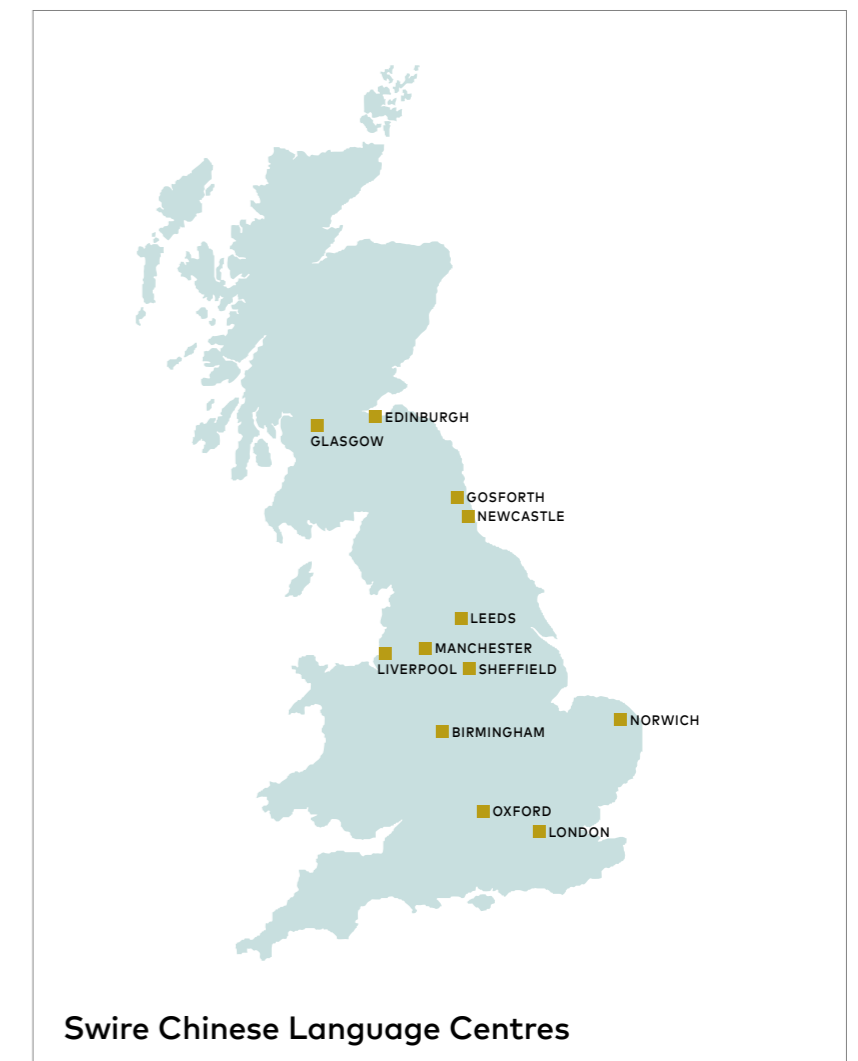 EDINBURGH
GLASGOW
GOSFORTH
NEWCASTLE
LEEDS
MANCHESTER
LIVERPOOL
SHEFFIELD
NORWICH
BIRMINGHAM
OXFORD
LONDON
Swire Chinese Language Centres